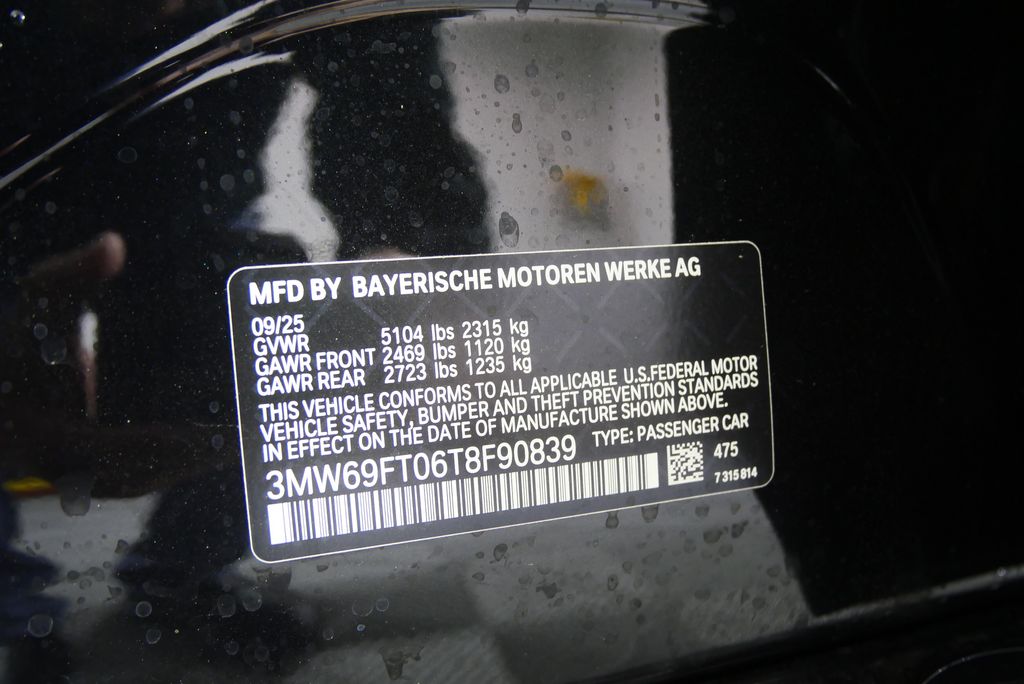 MFD BY BAYERISCHE MOTOREN WERKE AG
09/25
GVWR 5104 lbs 2315 kg
GAWR FRONT 2469 lbs 1120 kg
GAWR REAR 2723 lbs 1235 kg
THIS VEHICLE CONFORMS TO ALL APPLICABLE U.S.FEDERAL MOTOR
VEHICLE SAFETY, BUMPER AND THEFT PREVENTION STANDARDS
IN EFFECT ON THE DATE OF MANUFACTURE SHOWN ABOVE.
3MW69FT06T8F90839 TYPE: PASSENGER CAR
475
7 315 814